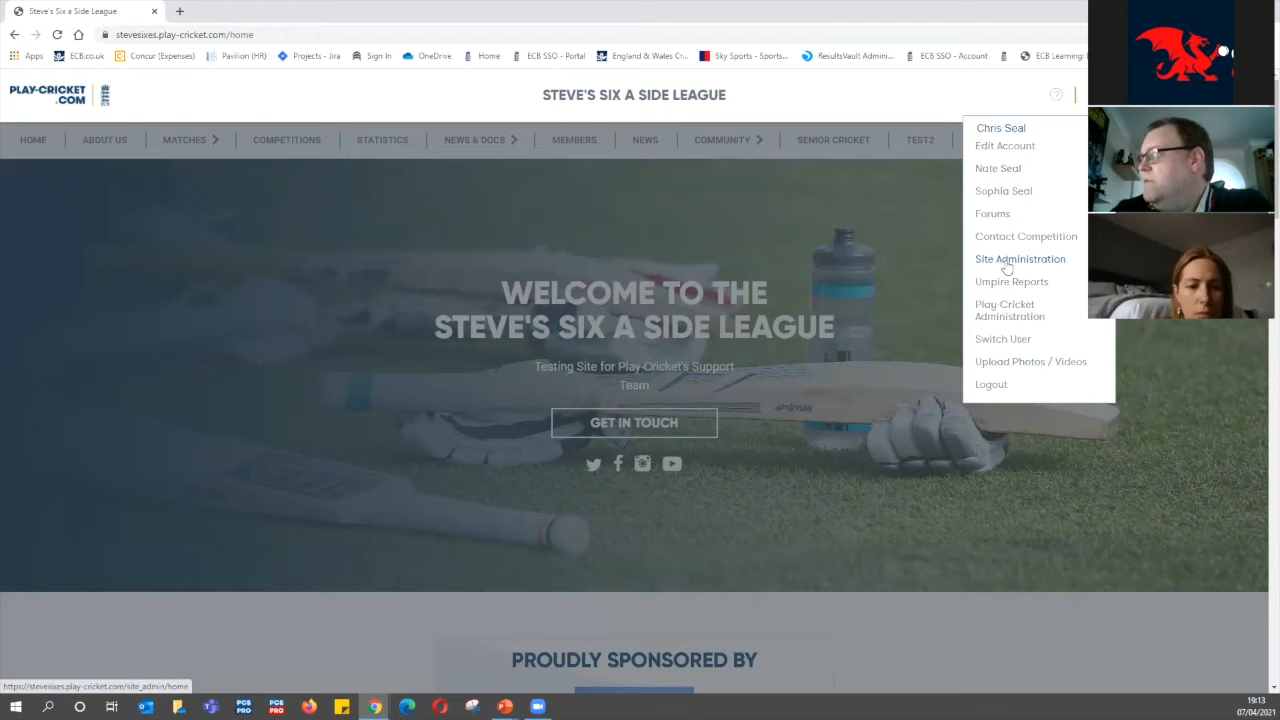 Steve's Six a Side League
stevesixes.play-cricket.com/home
Apps ECB.co.uk Concur (Expenses) Pavilion (HR) Projects - Jira Sign In OneDrive Home ECB SSO - Portal England & Wales Cr... Sky Sports - Sports... ResultsVault Admini... ECB SSO - Account ECB Learning:
PLAY-CRICKET
.COM
STEVE'S SIX A SIDE LEAGUE
HOME ABOUT US MATCHES COMPETITIONS STATISTICS NEWS & DOCS MEMBERS NEWS COMMUNITY SENIOR CRICKET TEST2
Chris Seal
Edit Account
Nate Seal
Sophia Seal
Forums
Contact Competition
Site Administration
Umpire Reports
Play-Cricket
Administration
Switch User
Upload Photos / Videos
Logout
WELCOME TO THE
STEVE'S SIX A SIDE LEAGUE
Testing Site for Play-Cricket's Support
Team
GET IN TOUCH
PROUDLY SPONSORED BY
https://stevesixes.play-cricket.com/site_admin/home
PCS
PRO
PCS
PRO
19:13
07/04/2021